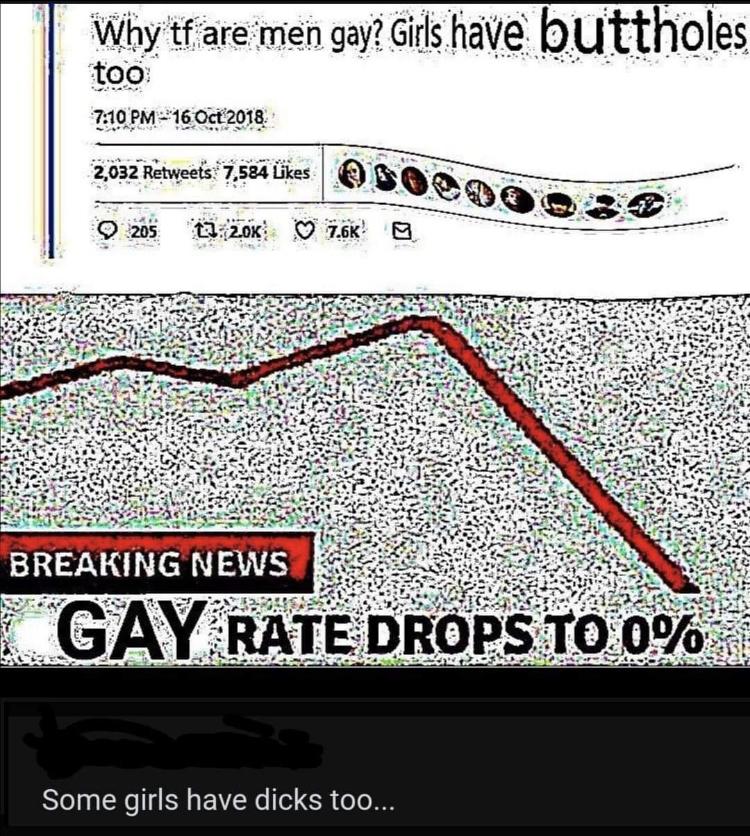 Why tf are men gay? Girls have buttholes
too
7:10 PM - 16 Oct 2018
2,032 Retweets 7,584 Likes
205 2.0K 7.6K
BREAKING NEWS
GAY RATE DROPS TO 0%
Some girls have dicks too...